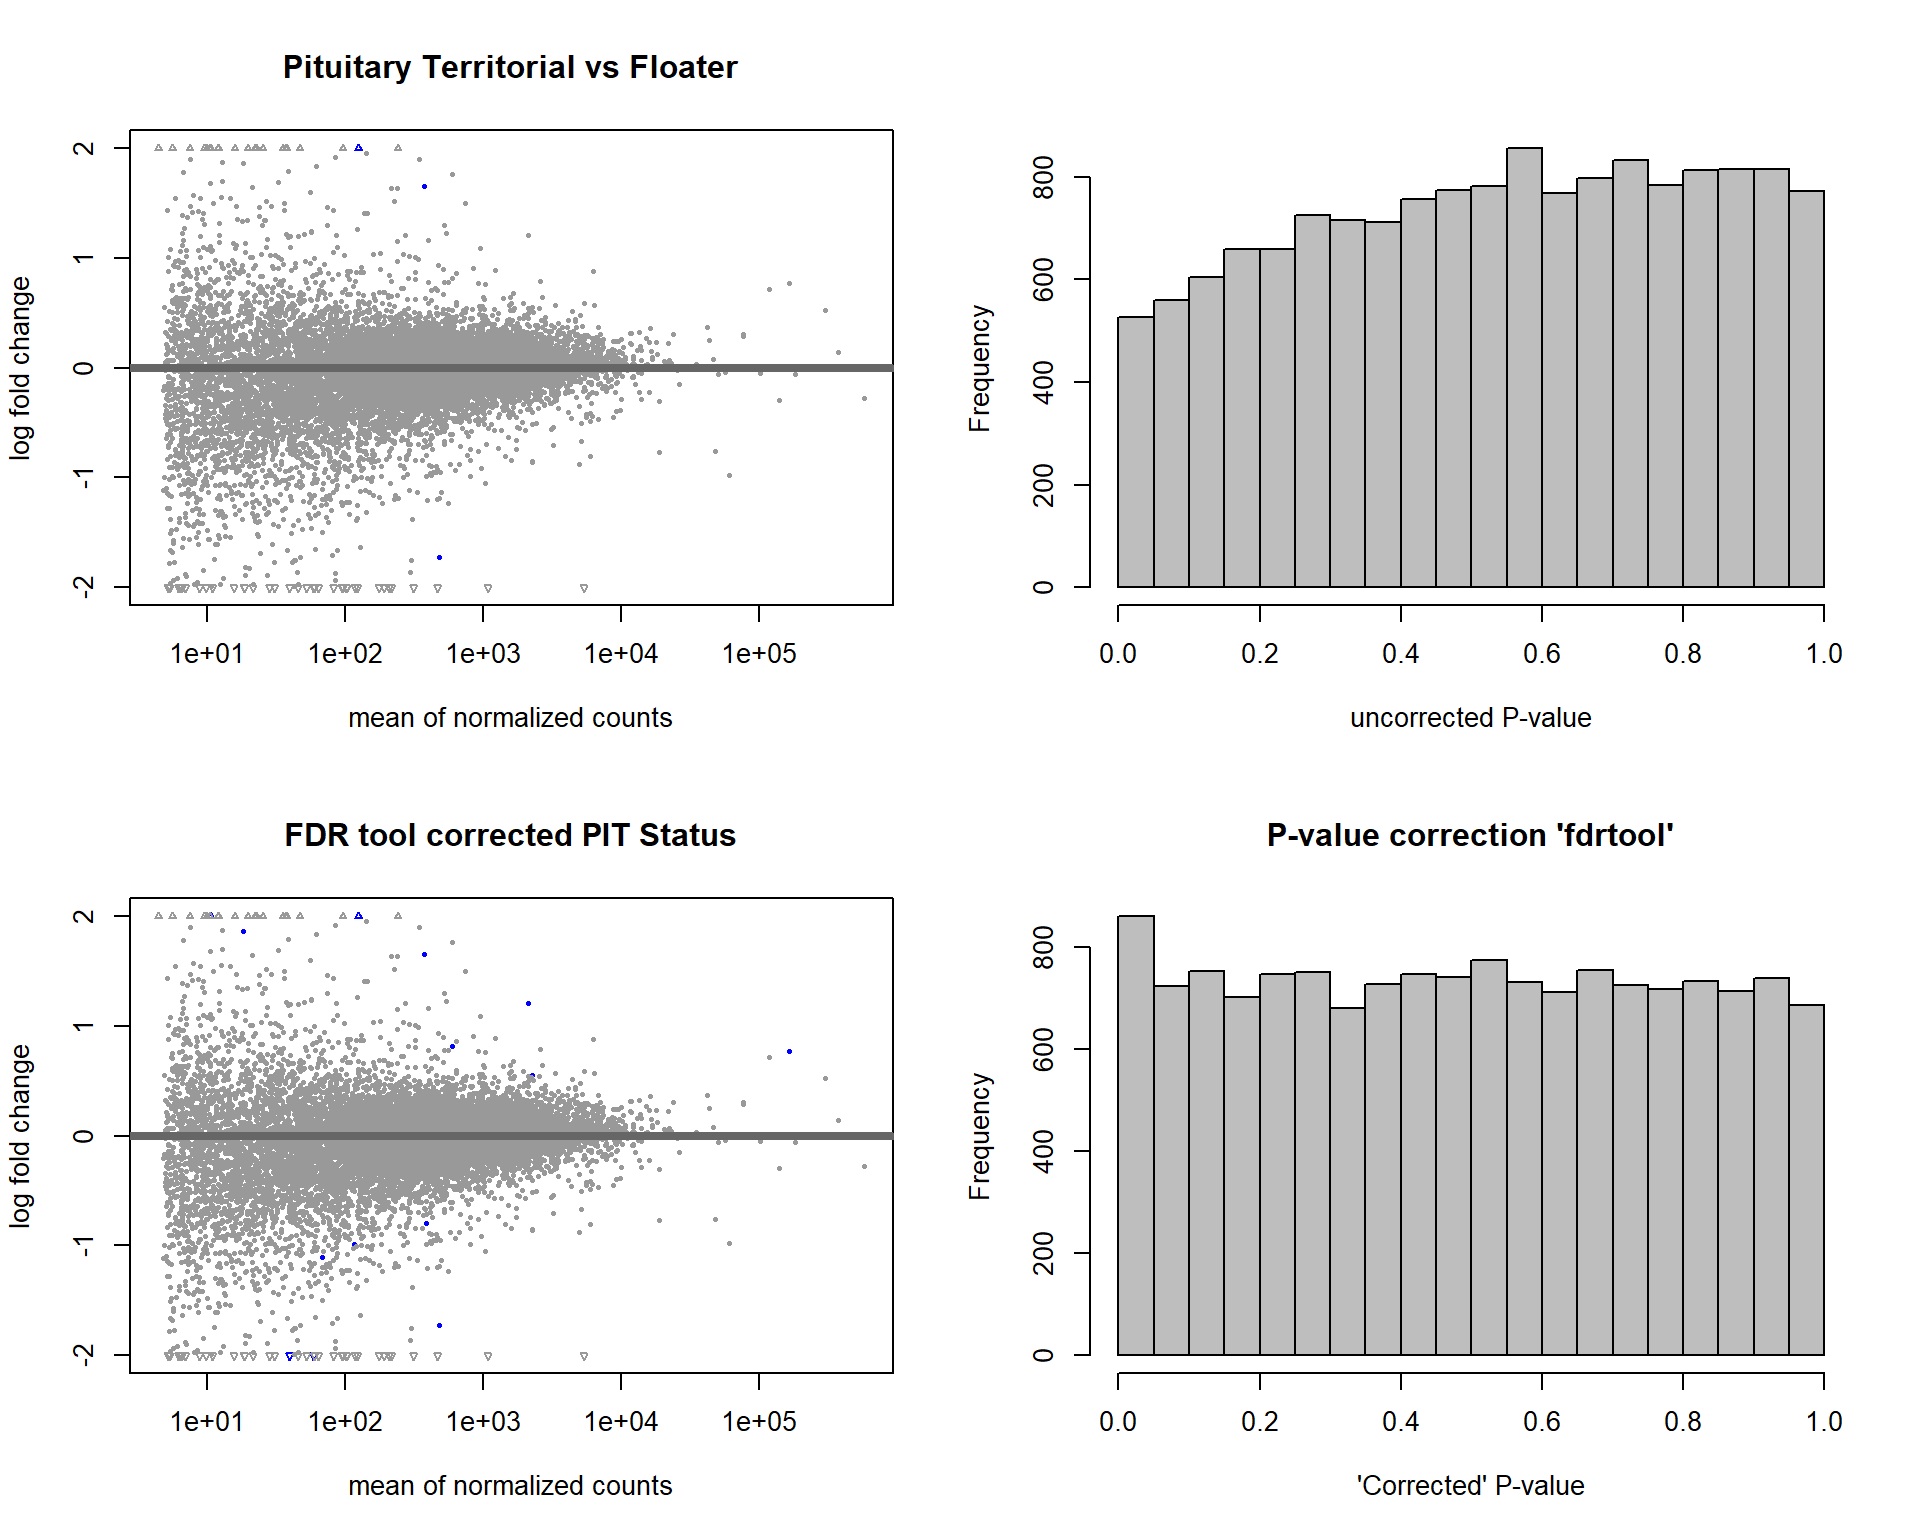 Pituitary Territorial vs Floater
log fold change
2
1
0
-1
-2
1e+01 1e+02 1e+03 1e+04 1e+05
mean of normalized counts
Frequency
800
600
400
200
0
0.0 0.2 0.4 0.6 0.8 1.0
uncorrected P-value
FDR tool corrected PIT Status
log fold change
2
1
0
-1
-2
1e+01 1e+02 1e+03 1e+04 1e+05
mean of normalized counts
P-value correction 'fdrtool'
Frequency
800
600
400
200
0
0.0 0.2 0.4 0.6 0.8 1.0
'Corrected' P-value